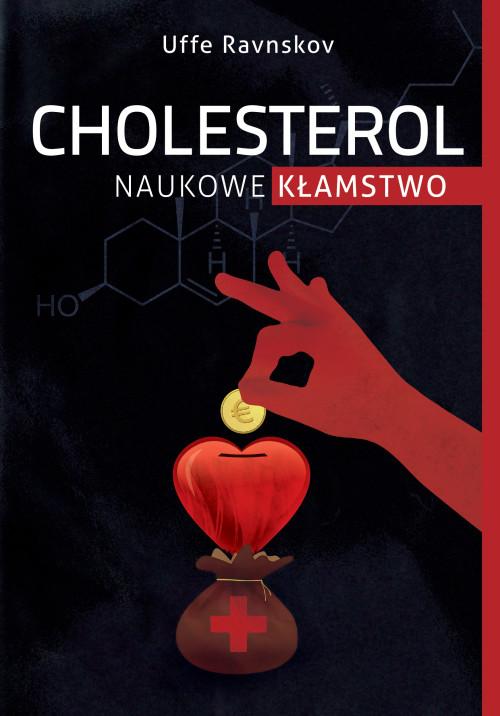 Uffe Ravnskov
CHOLESTEROL
NAUKOWE KŁAMSTWO
H
H
H
HO
€